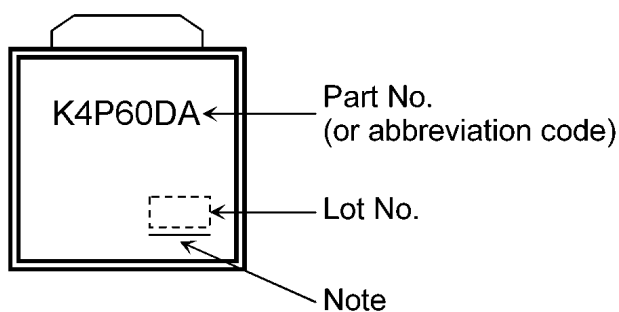 K4P60DA
Part No.
(or abbreviation code)
Lot No.
Note